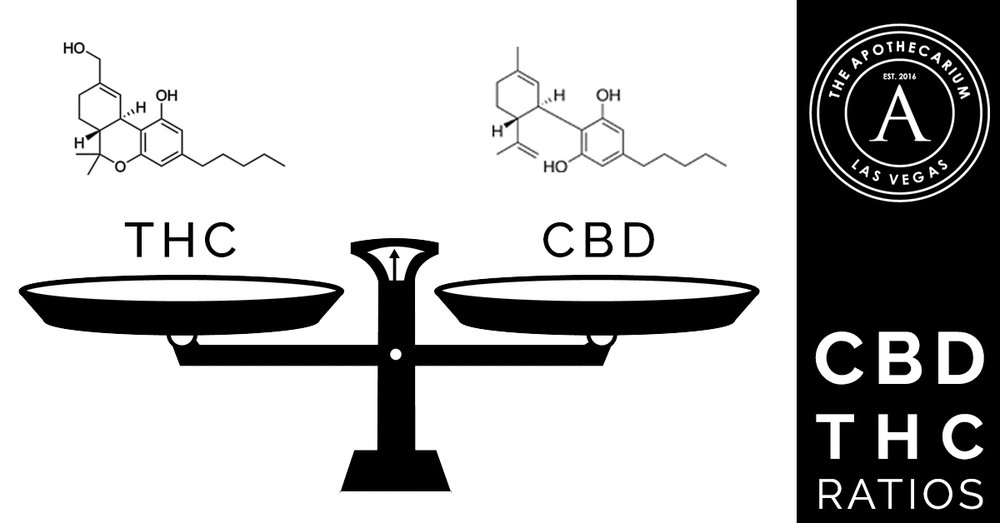 HO
OH
H
H
O
H
OH
H
HO
THC
CBD
THE APOTHECARIUM
EST. 2016
A
LAS VEGAS
CBD
THC
RATIOS